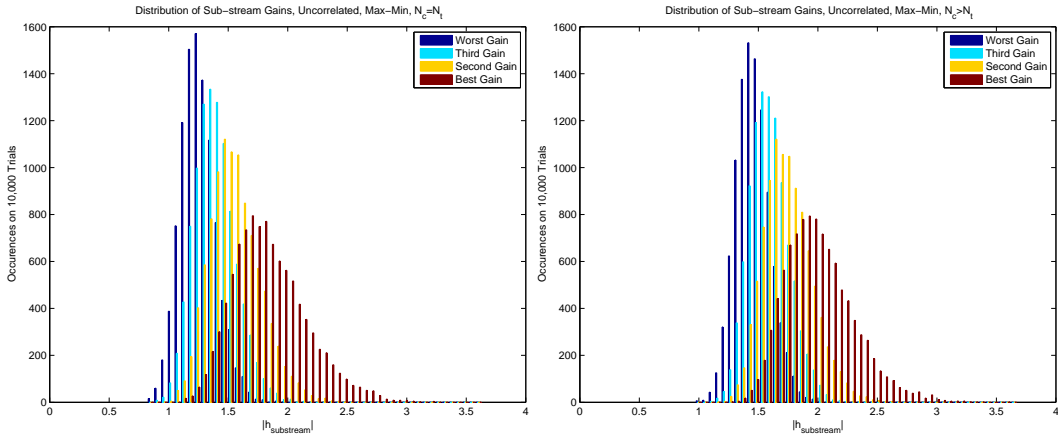 Distribution of Sub-stream Gains, Uncorrelated, Max-Min, N_c=N_t
Occurences on 10,000 Trials
1600
1400
1200
1000
800
600
400
200
0
0 0.5 1 1.5 2 2.5 3 3.5 4
|h_substream|
Worst Gain
Third Gain
Second Gain
Best Gain
Distribution of Sub-stream Gains, Uncorrelated, Max-Min, N_c>N_t
Occurences on 10,000 Trials
1600
1400
1200
1000
800
600
400
200
0
0 0.5 1 1.5 2 2.5 3 3.5 4
|h_substream|
Worst Gain
Third Gain
Second Gain
Best Gain